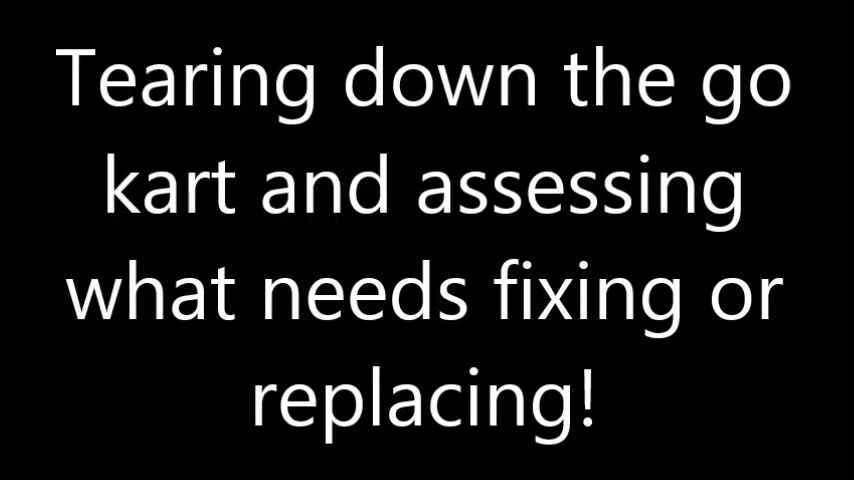 Tearing down the go
kart and assessing
what needs fixing or
replacing!